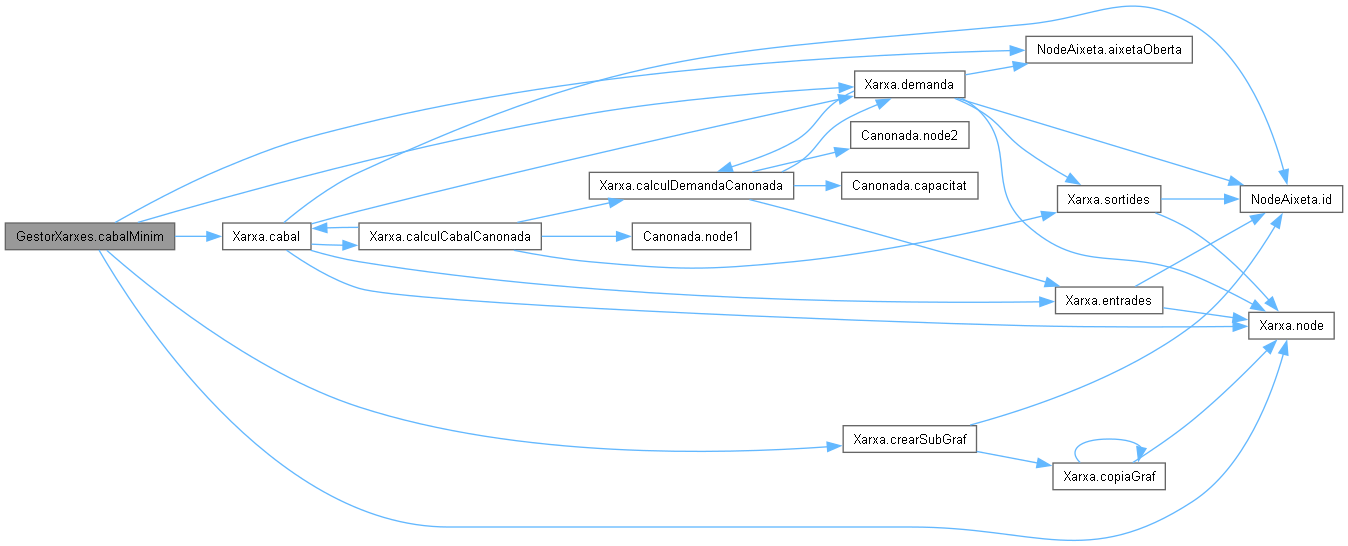 NodeAixeta.aixetaOberta
Xarxa.demanda
Canonada.node2
Xarxa.calculDemandaCanonada
Canonada.capacitat
Xarxa.sortides
NodeAixeta.id
GestorXarxes.cabalMinim
Xarxa.cabal
Xarxa.calculCabalCanonada
Canonada.node1
Xarxa.entrades
Xarxa.node
Xarxa.crearSubGraf
Xarxa.copiaGraf